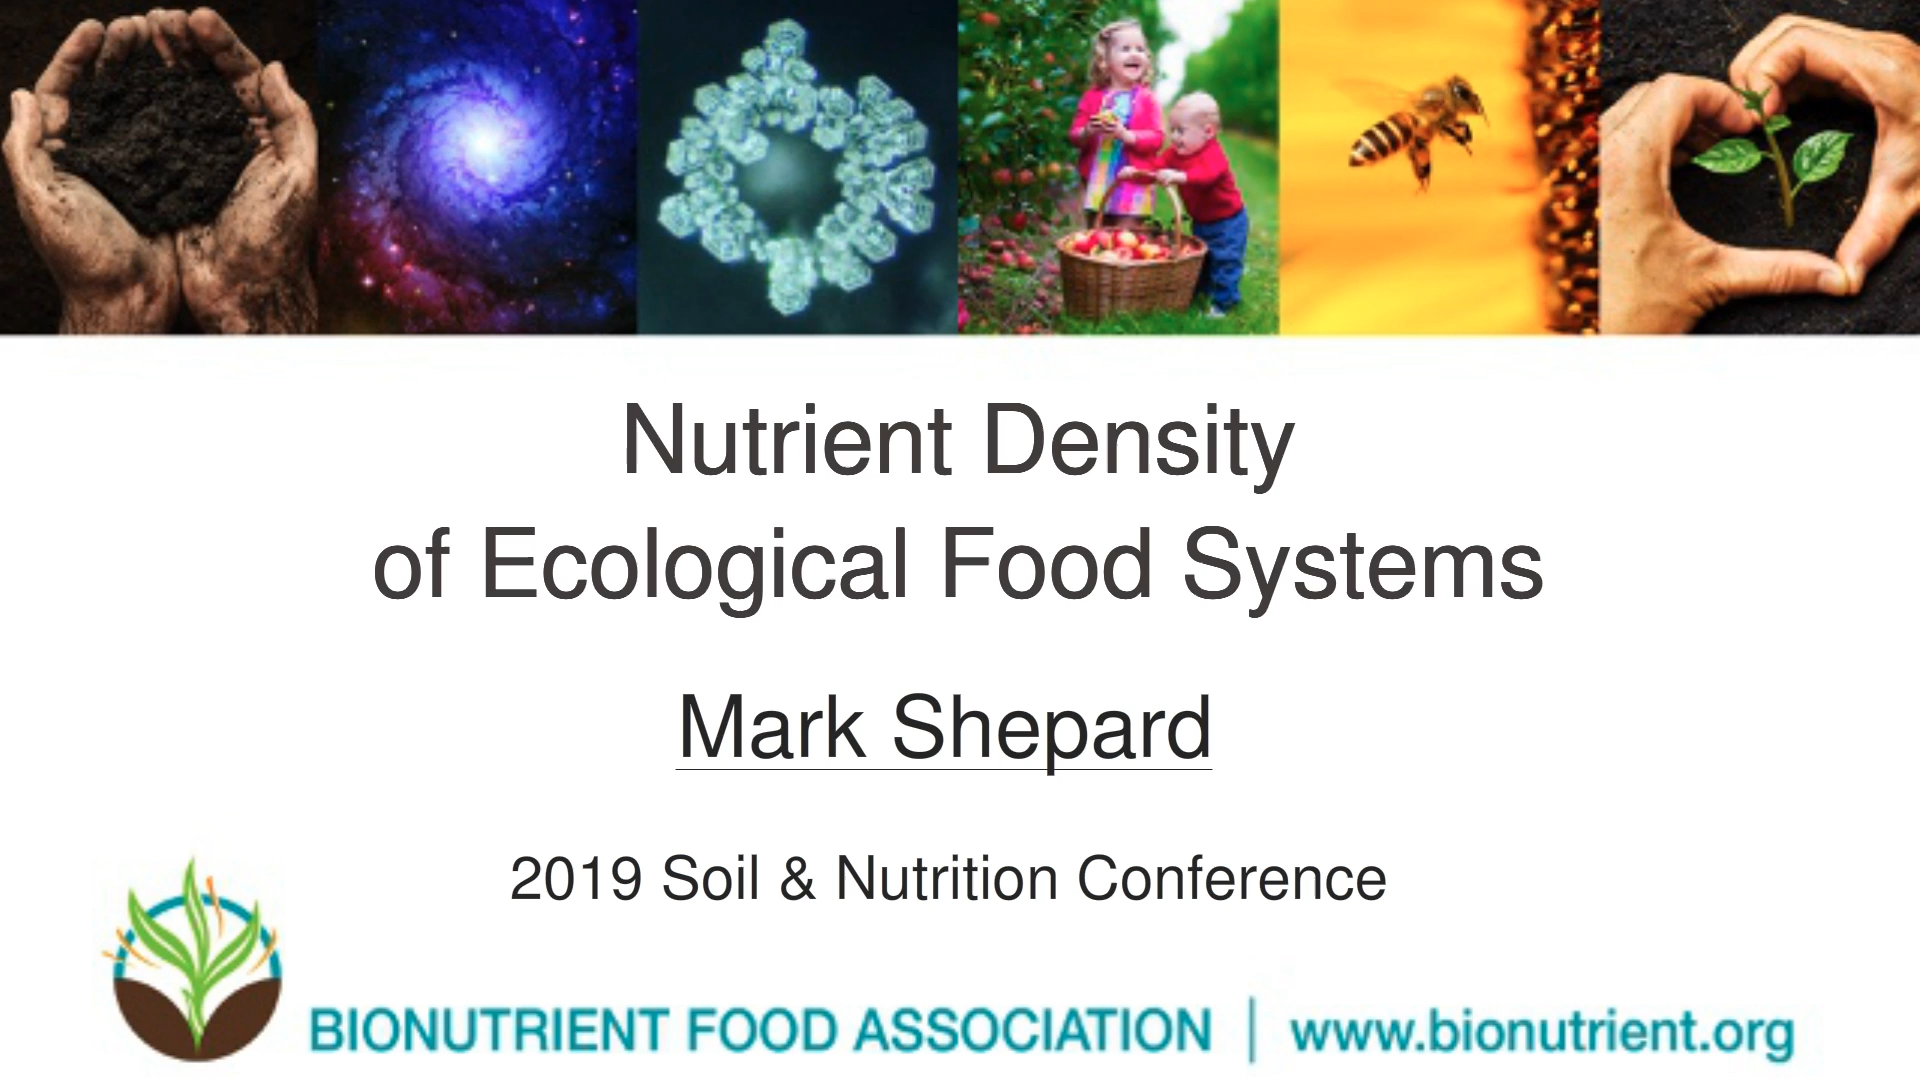 Nutrient Density
of Ecological Food Systems
Mark Shepard
2019 Soil & Nutrition Conference
BIONUTRIENT FOOD ASSOCIATION | www.bionutrient.org